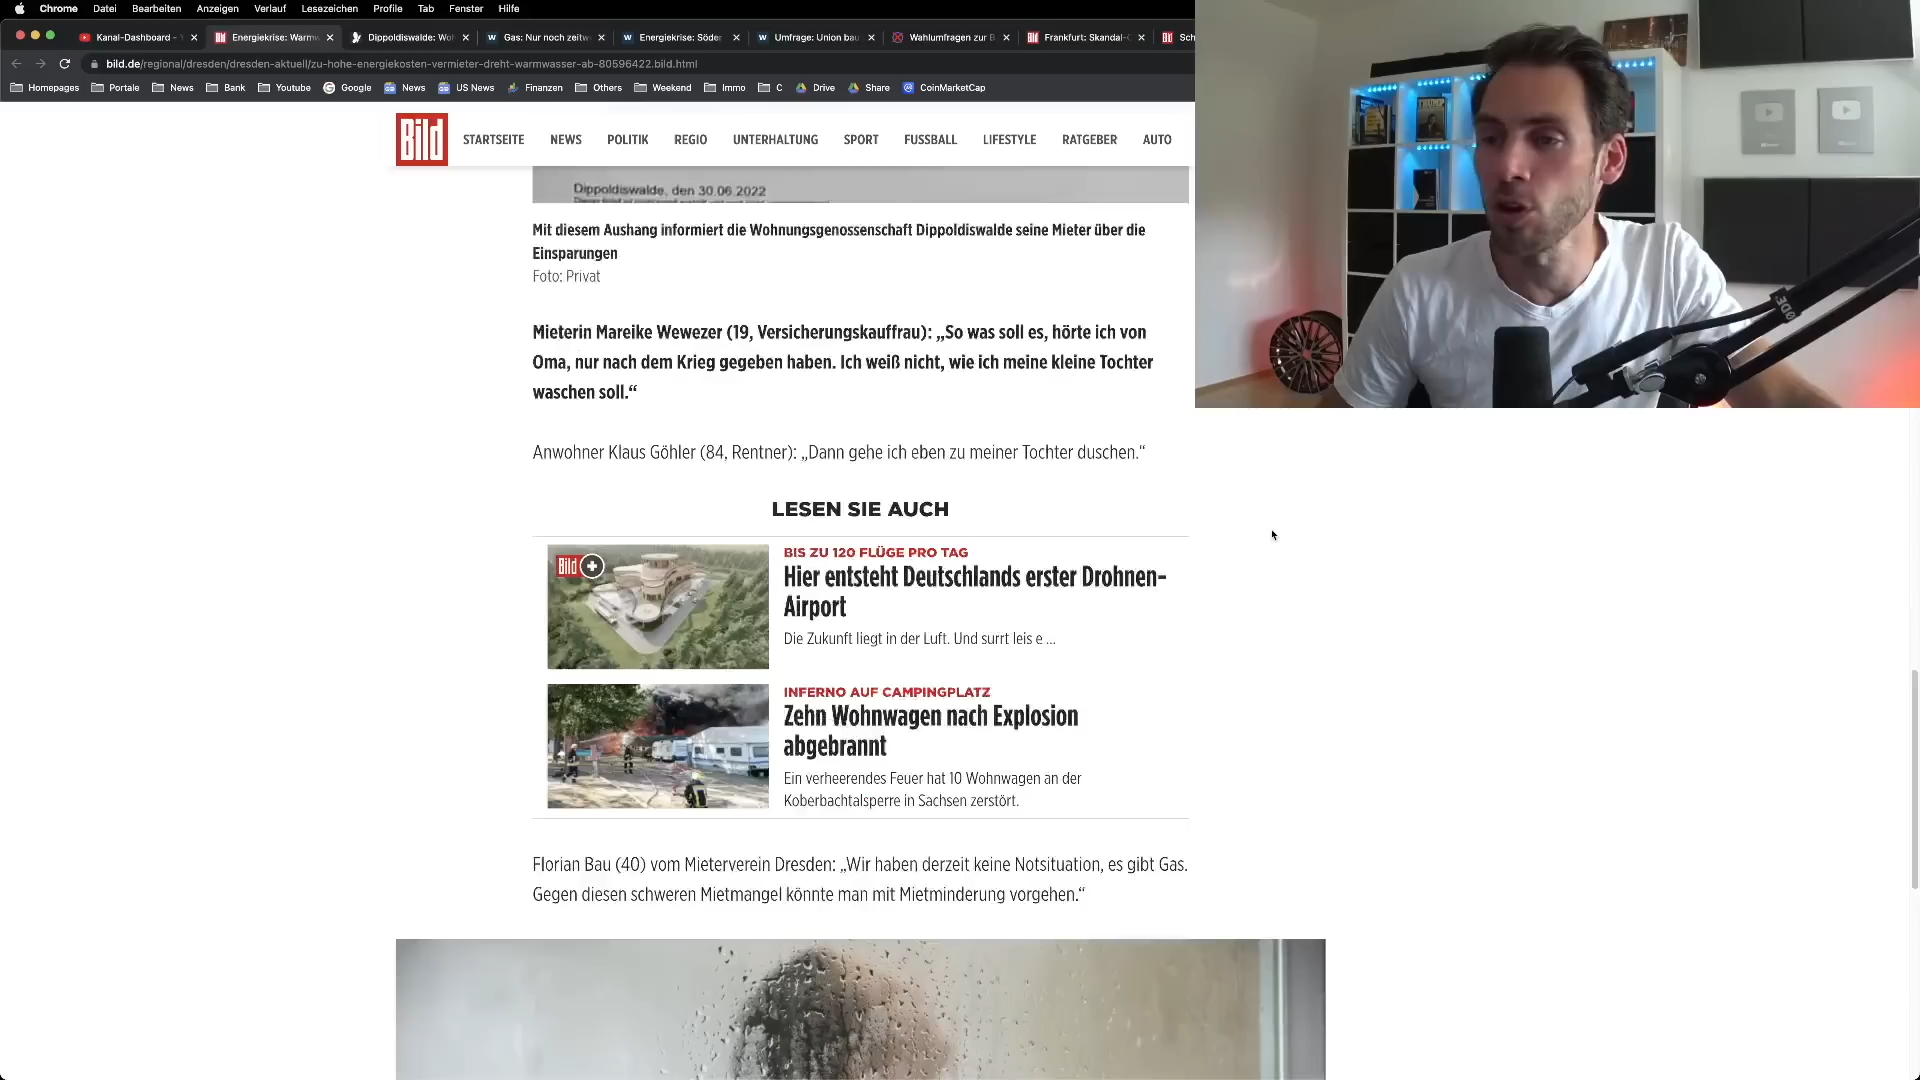 Chrome Datei Bearbeiten Anzeigen Verlauf Lesezeichen Profile Tab Fenster Hilfe
Kanal-Dashboard - Energiekrise: Warmw Dippoldiswalde: Wo Gas: Nur noch zeitw Energiekrise: Söde Umfrage: Union bau Wahlumfragen zur B Frankfurt: Skandal- Sch
bild.de/regional/dresden/dresden-aktuell/zu-hohe-energiekosten-vermieter-dreht-warmwasser-ab-80596422.bild.html
Homepages Portale News Bank Youtube Google News US News Finanzen Others Weekend Immo C Drive Share CoinMarketCap
Bild STARTSEITE NEWS POLITIK REGIO UNTERHALTUNG SPORT FUSSBALL LIFESTYLE RATGEBER AUTO
Dippoldiswalde, den 30.06.2022
Mit diesem Aushang informiert die Wohnungsgenossenschaft Dippoldiswalde seine Mieter über die
Einsparungen
Foto: Privat
Mieterin Mareike Wewezer (19, Versicherungskauffrau): „So was soll es, hörte ich von
Oma, nur nach dem Krieg gegeben haben. Ich weiß nicht, wie ich meine kleine Tochter
waschen soll.“
Anwohner Klaus Göhler (84, Rentner): „Dann gehe ich eben zu meiner Tochter duschen.“
LESEN SIE AUCH
Bild +
BIS ZU 120 FLÜGE PRO TAG
Hier entsteht Deutschlands erster Drohnen-
Airport
Die Zukunft liegt in der Luft. Und surrt leis e ...
INFERNO AUF CAMPINGPLATZ
Zehn Wohnwagen nach Explosion
abgebrannt
Ein verheerendes Feuer hat 10 Wohnwagen an der
Koberbachtalsperre in Sachsen zerstört.
Florian Bau (40) vom Mieterverein Dresden: „Wir haben derzeit keine Notsituation, es gibt Gas.
Gegen diesen schweren Mietmangel könnte man mit Mietminderung vorgehen.“
TRUMP
RØDE